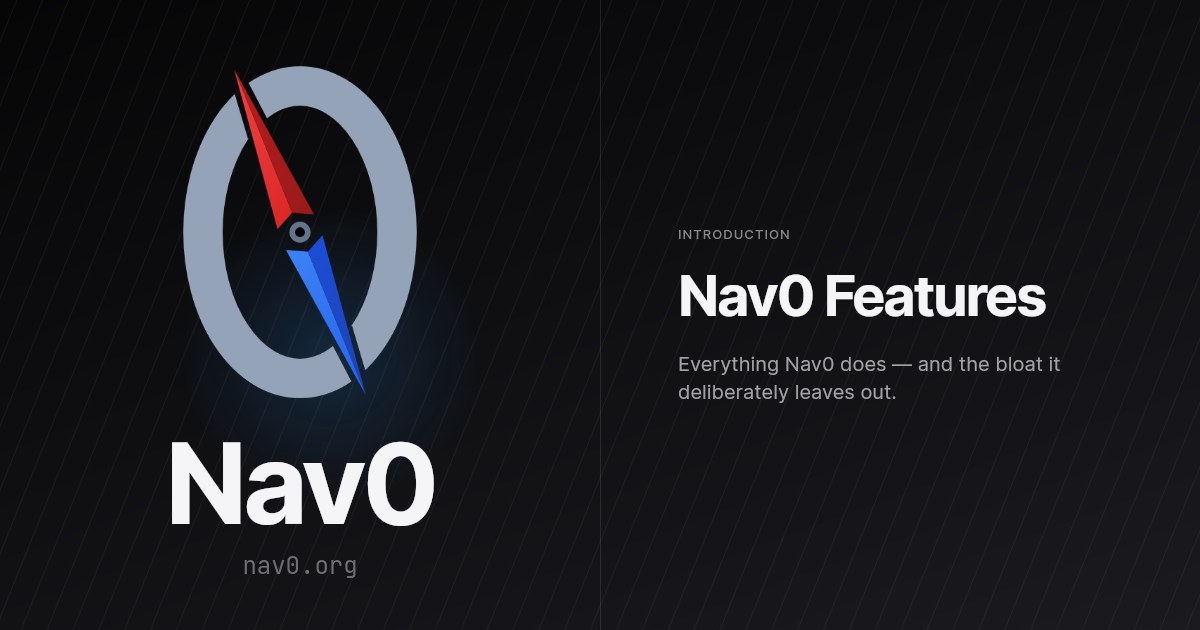 Nav0
nav0.org
INTRODUCTION
Nav0 Features
Everything Nav0 does — and the bloat it
deliberately leaves out.